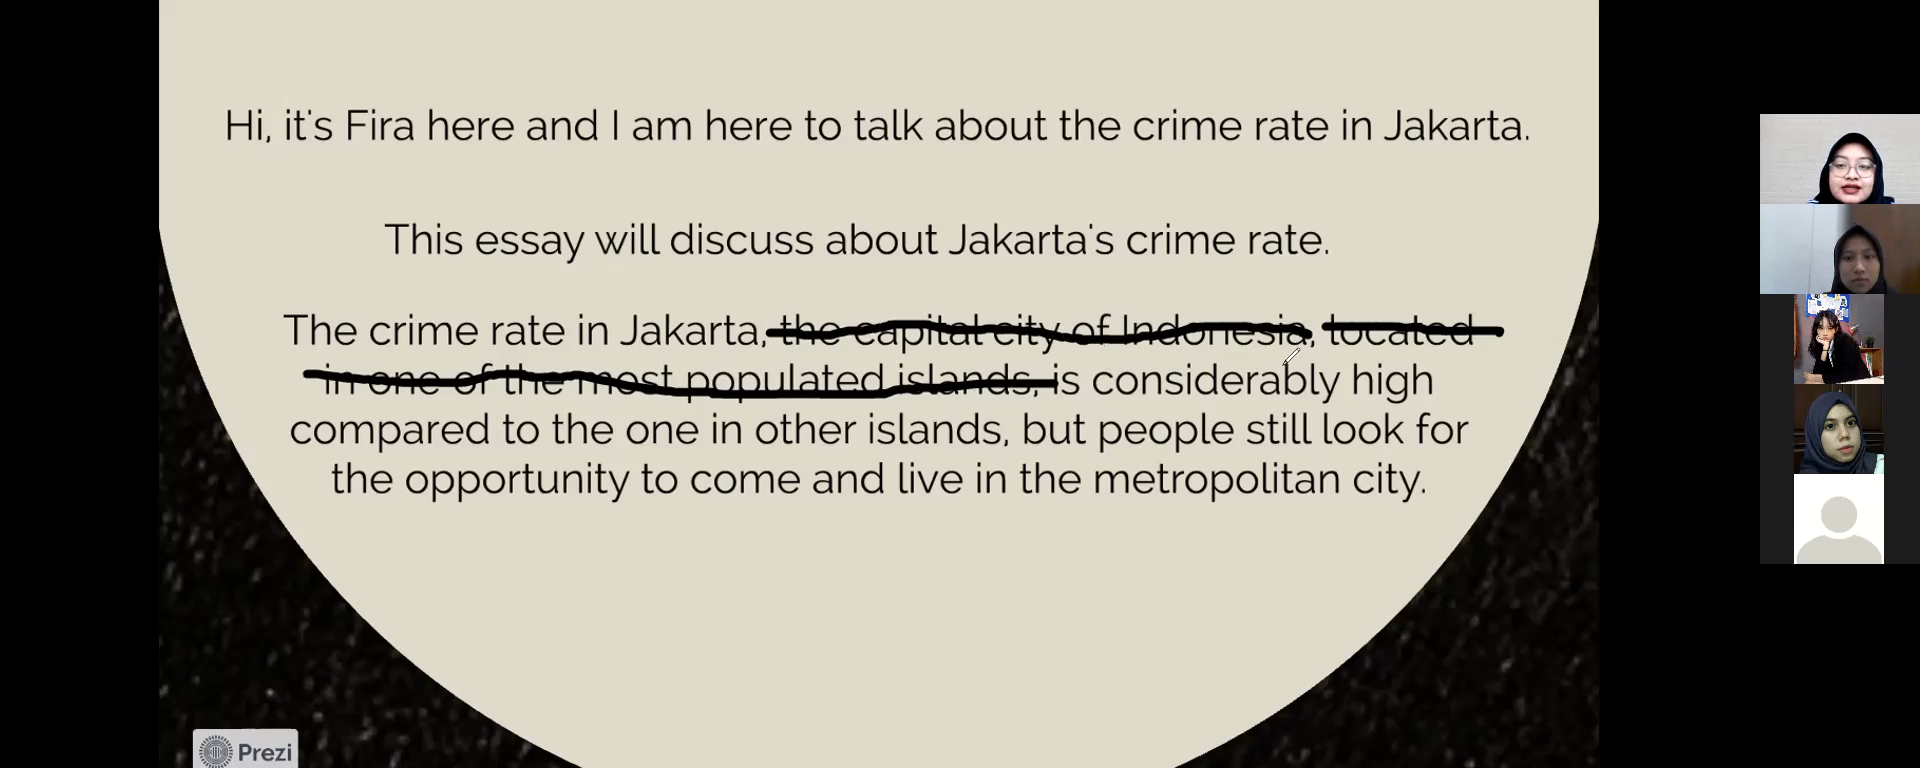 Hi, it's Fira here and I am here to talk about the crime rate in Jakarta.
This essay will discuss about Jakarta's crime rate.
The crime rate in Jakarta, the capital city of Indonesia, located
in one of the most populated islands, is considerably high
compared to the one in other islands, but people still look for
the opportunity to come and live in the metropolitan city.
Prezi